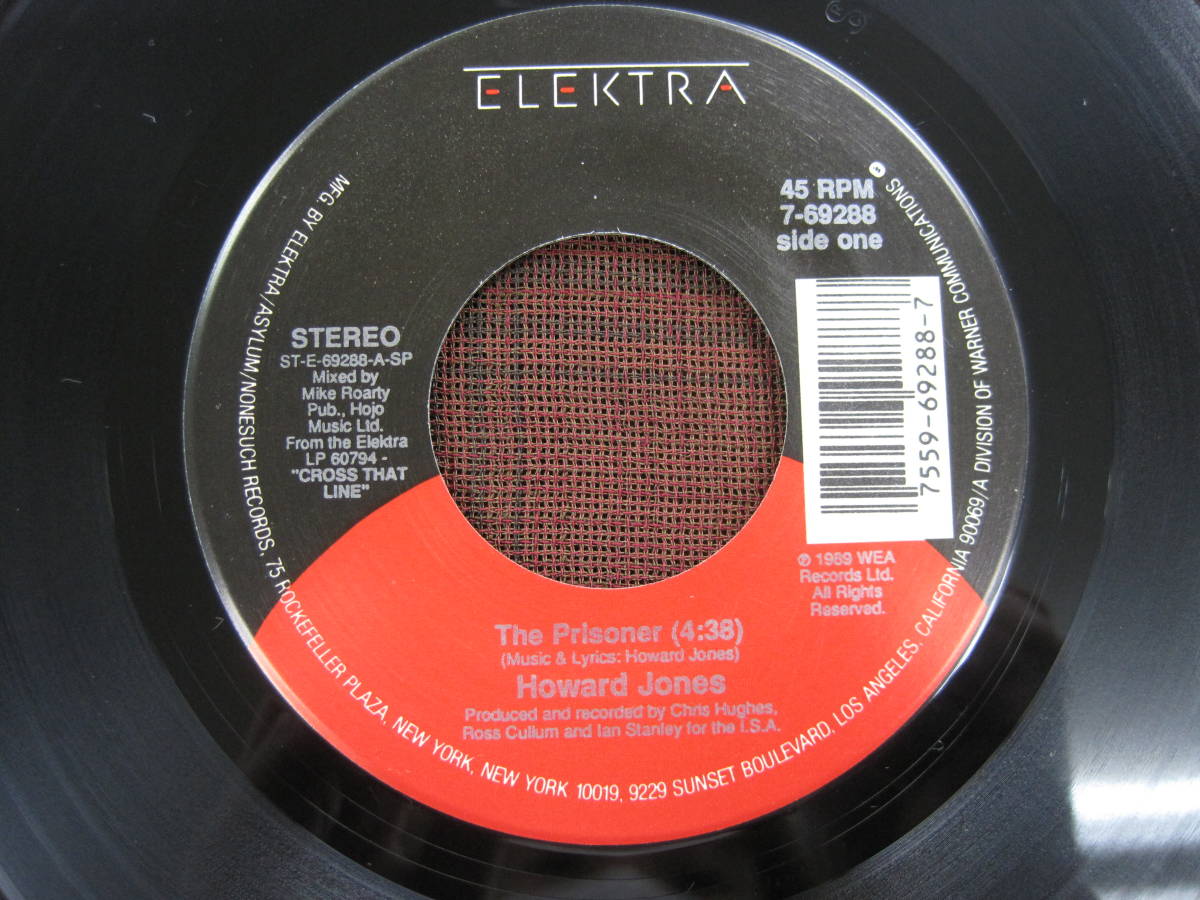 ELEKTRA
45 RPM
7-69288
side one
STEREO
ST-E-69288-A-SP
Mixed by
Mike Roarty
Pub., Hojo
Music Ltd.
From the Elektra
LP 60794 -
"CROSS THAT
LINE"
7559-69288-7
℗ 1989 WEA
Records Ltd.
All Rights
Reserved.
The Prisoner (4:38)
(Music & Lyrics: Howard Jones)
Howard Jones
Produced and recorded by Chris Hughes,
Ross Cullum and Ian Stanley for the I.S.A.
MFG. BY ELEKTRA/ASYLUM/NONESUCH RECORDS, 75 ROCKEFELLER PLAZA, NEW YORK, NEW YORK 10019, 9229 SUNSET BOULEVARD, LOS ANGELES, CALIFORNIA 90069/A DIVISION OF WARNER COMMUNICATIONS